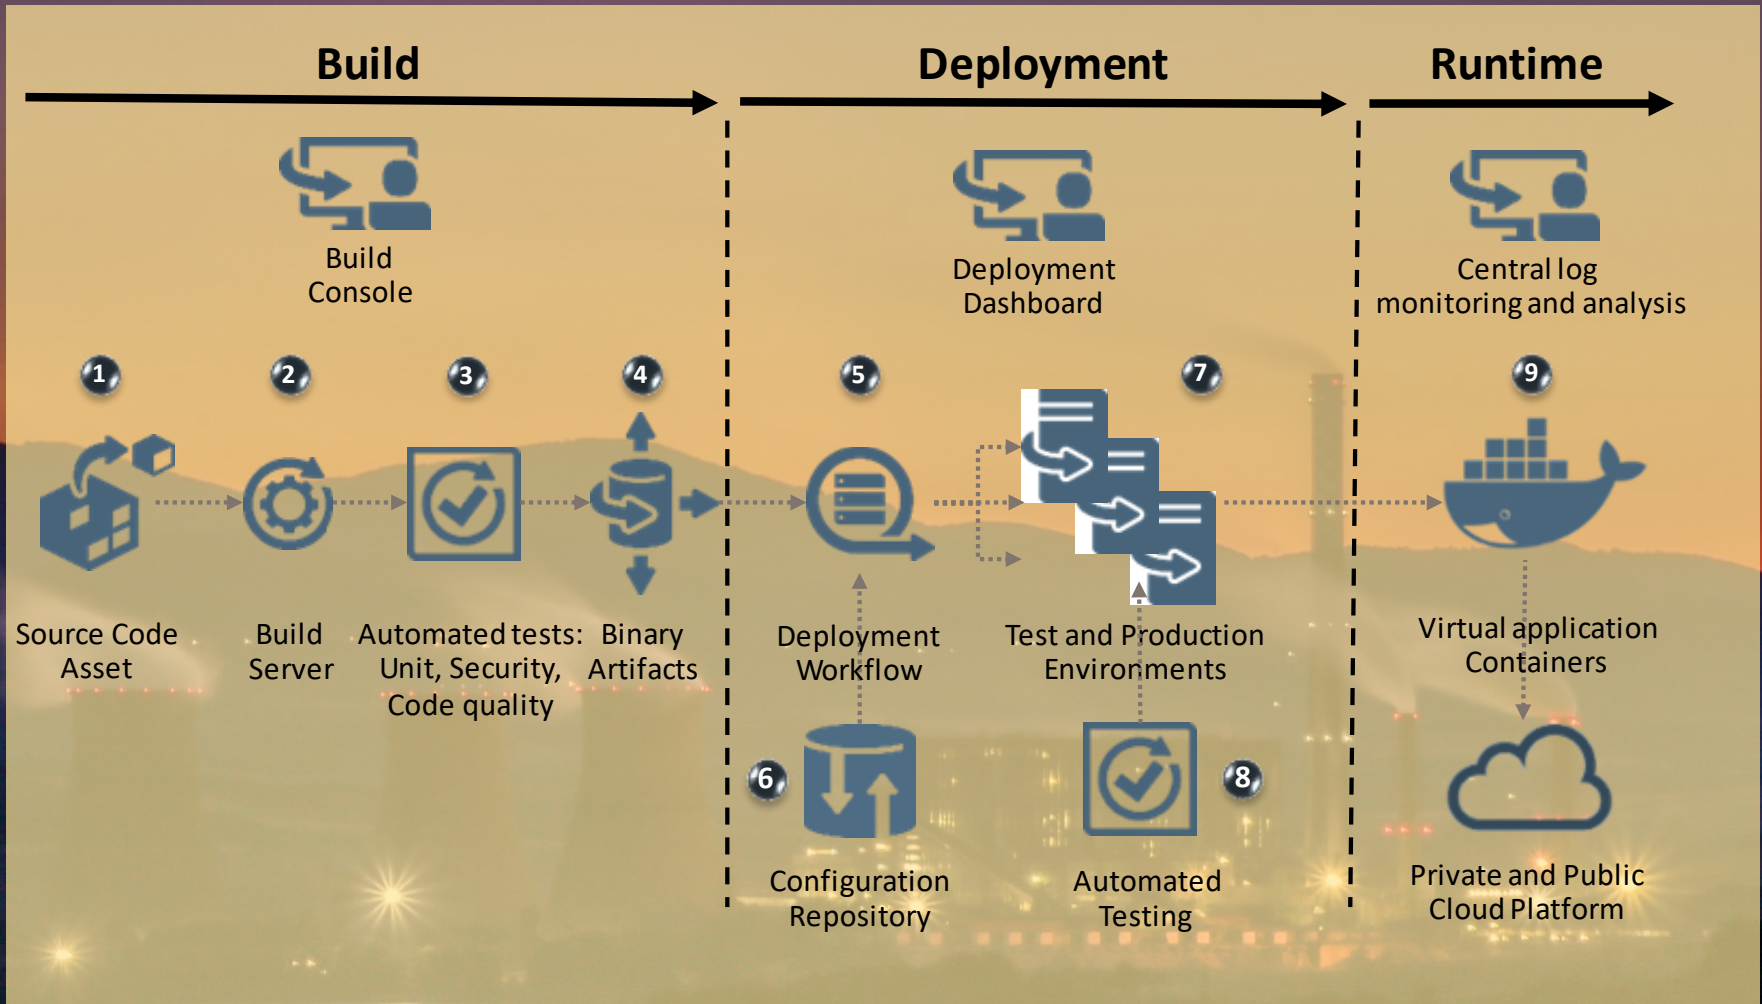 Build
Deployment
Runtime
Build
Console
Deployment
Dashboard
Central log
monitoring and analysis
1
2
3
4
5
7
9
Source Code
Asset
Build
Server
Automated tests:
Unit, Security,
Code quality
Binary
Artifacts
Deployment
Workflow
Test and Production
Environments
Virtual application
Containers
6
8
Configuration
Repository
Automated
Testing
Private and Public
Cloud Platform